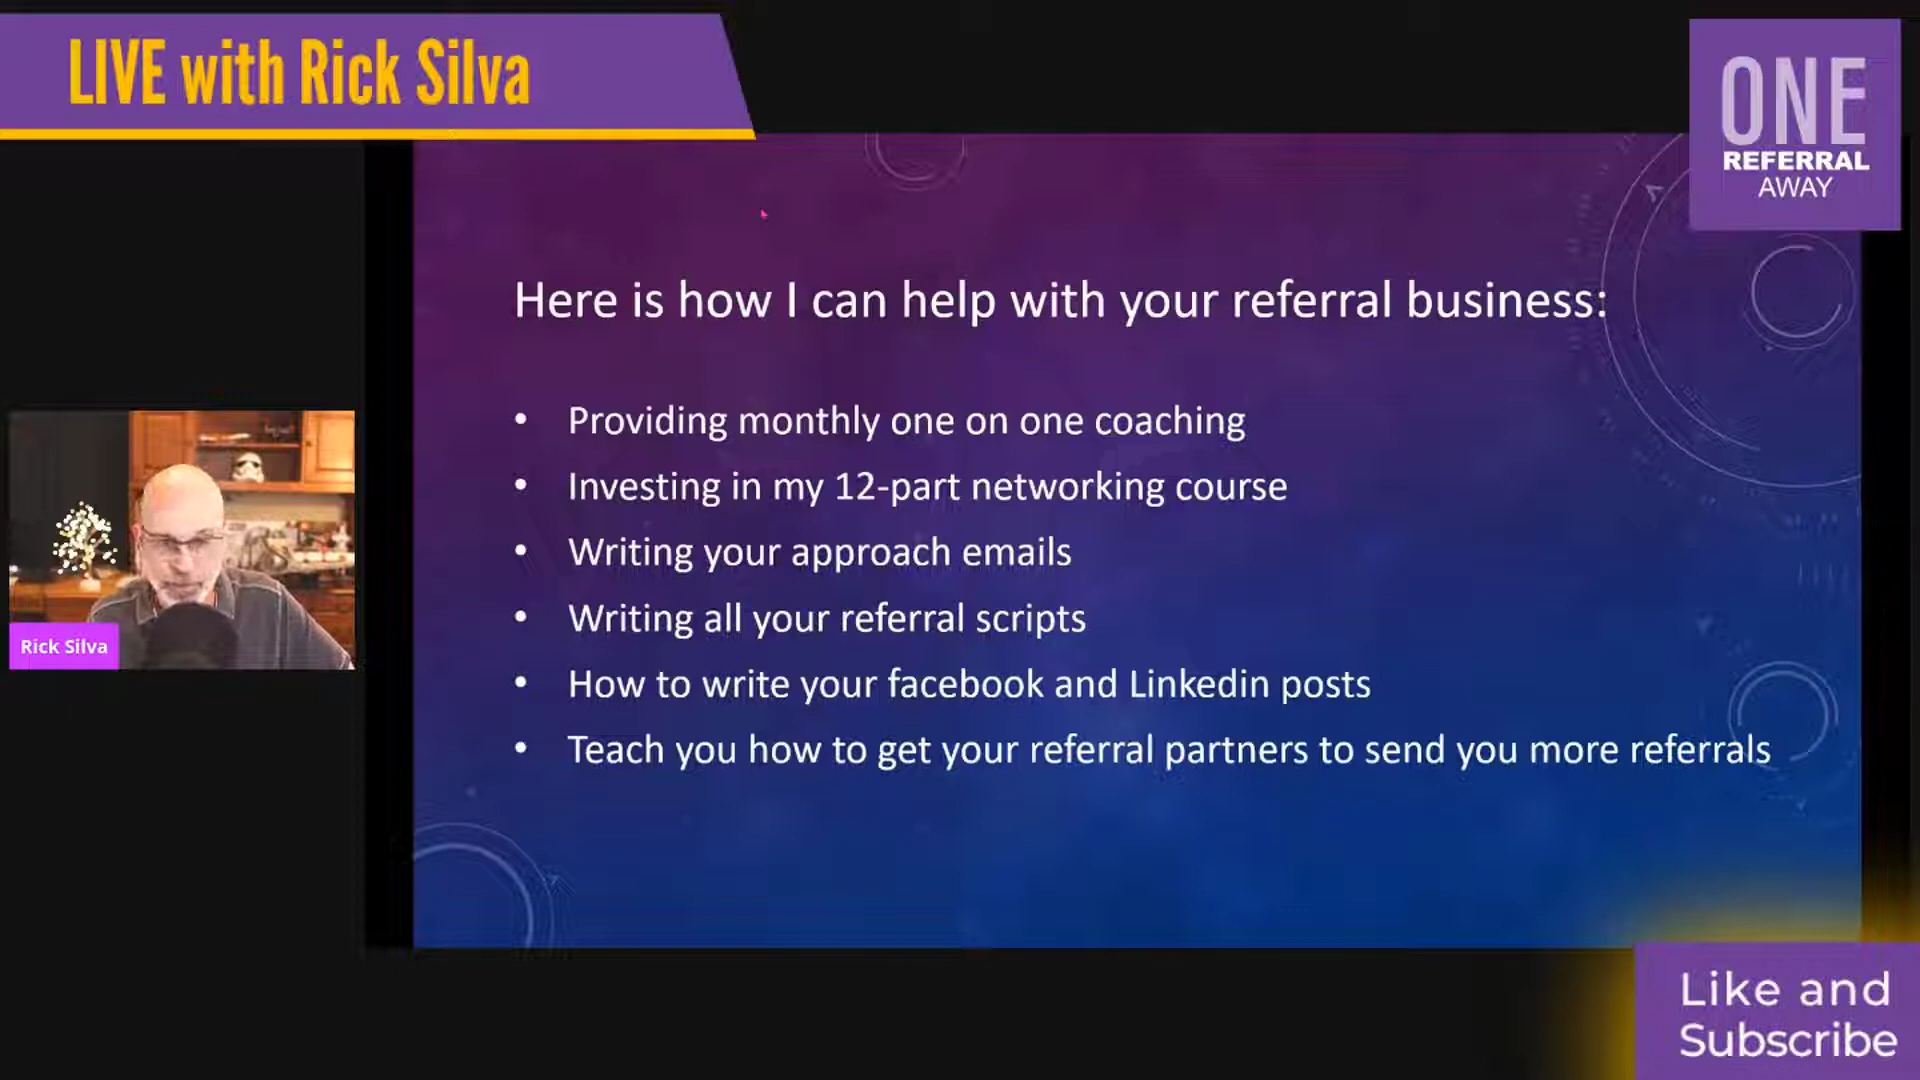 LIVE with Rick Silva
ONE
REFERRAL
AWAY
Here is how I can help with your referral business:
• Providing monthly one on one coaching
• Investing in my 12-part networking course
• Writing your approach emails
• Writing all your referral scripts
• How to write your facebook and Linkedin posts
• Teach you how to get your referral partners to send you more referrals
Rick Silva
Like and
Subscribe